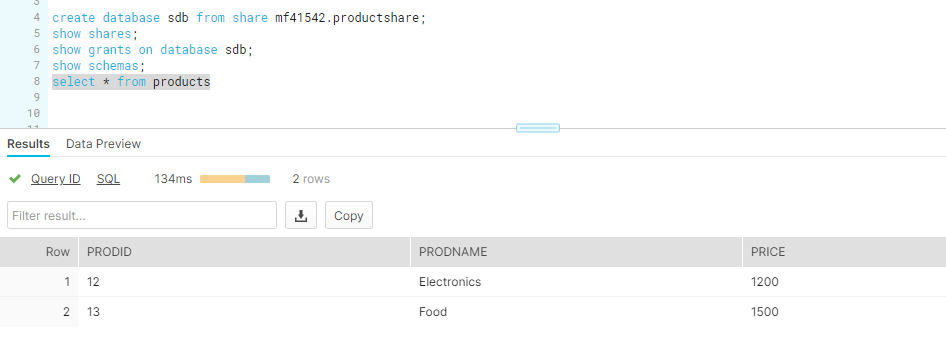 3
4 create database sdb from share mf41542.productshare;
5 show shares;
6 show grants on database sdb;
7 show schemas;
8 select * from products
9
10
11
Results Data Preview
Query ID SQL 134ms 2 rows
Filter result... Copy
Row PRODID PRODNAME PRICE
1 12 Electronics 1200
2 13 Food 1500